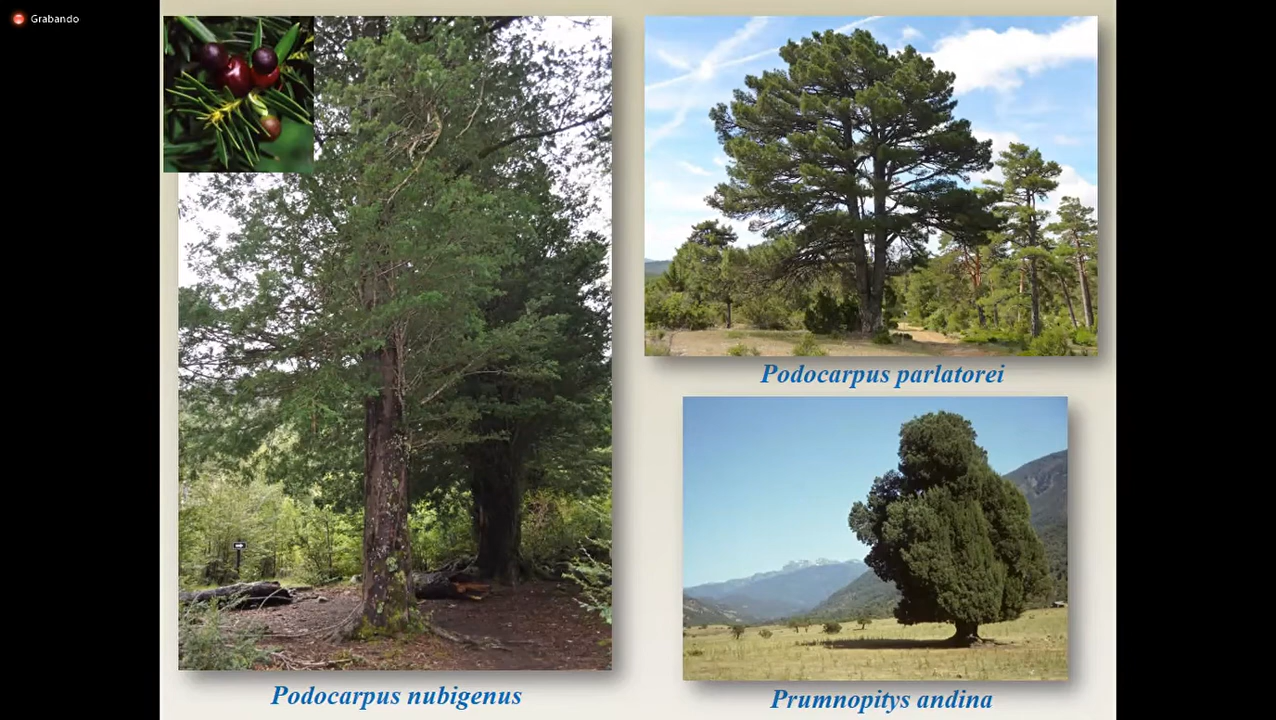 Grabando
Podocarpus parlatorei
Podocarpus nubigenus
Prumnopitys andina